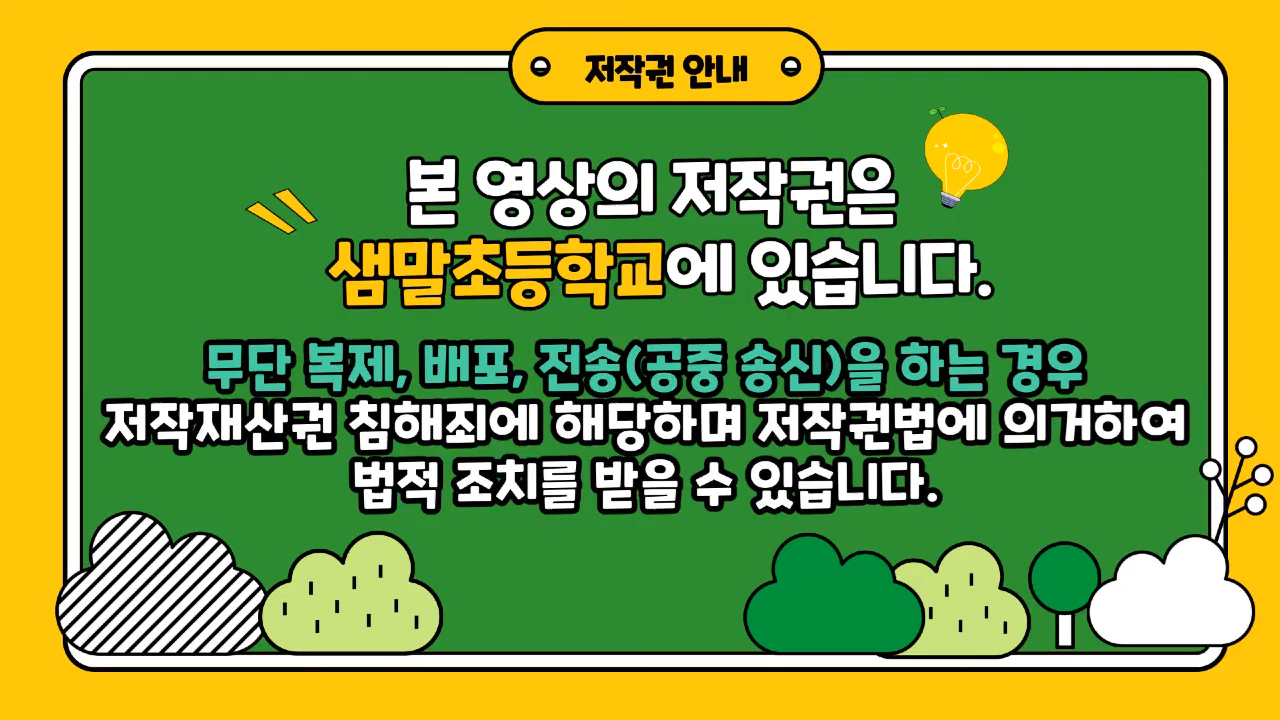 저작권 안내
본 영상의 저작권은
샘말초등학교에 있습니다.
무단 복제, 배포, 전송(공중 송신)을 하는 경우
저작재산권 침해죄에 해당하며 저작권법에 의거하여
법적 조치를 받을 수 있습니다.